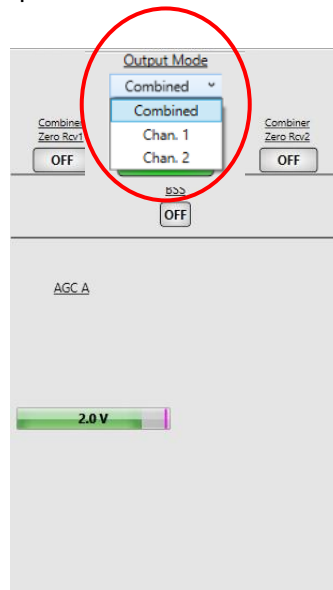 Output Mode
Combined
Combined
Chan. 1
Chan. 2
Combiner
Zero Rcv1
OFF
Combiner
Zero Rcv2
OFF
BSS
OFF
AGC A
2.0 V